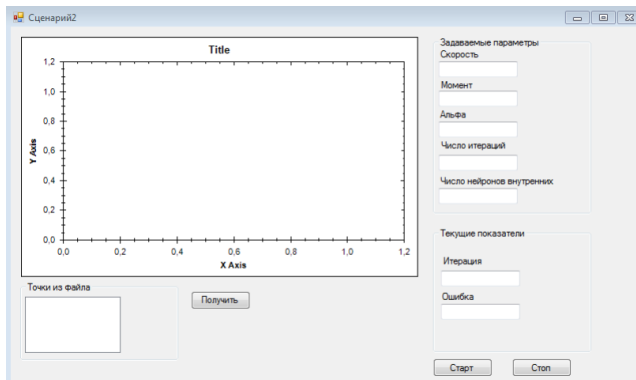 Сценарий2
Title
Y Axis
1,2
1,0
0,8
0,6
0,4
0,2
0,0
0,0 0,2 0,4 0,6 0,8 1,0 1,2
X Axis
Точки из файла
Получить
Задаваемые параметры
Скорость
Момент
Альфа
Число итераций
Число нейронов внутренних
Текущие показатели
Итерация
Ошибка
Старт Стоп